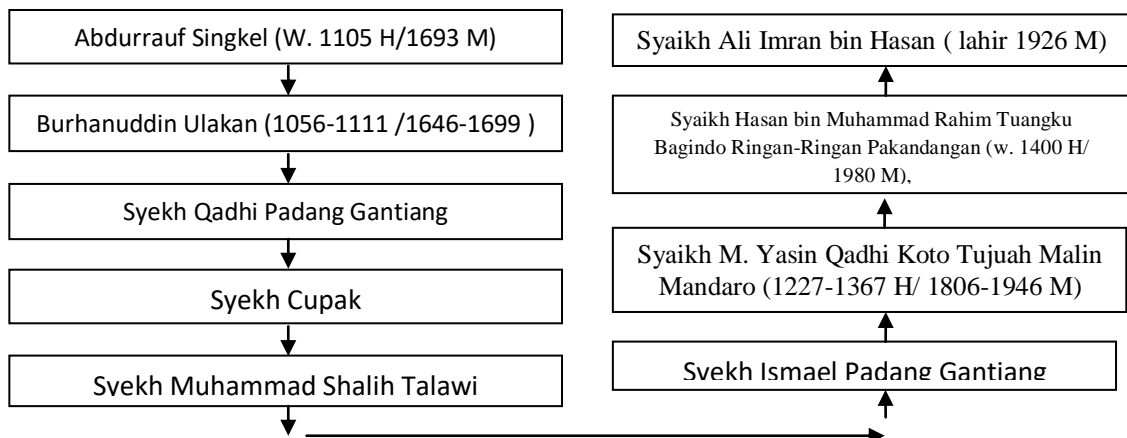 Abdurrauf Singkel (W. 1105 H/1693 M)
Burhanuddin Ulakan (1056-1111 /1646-1699 )
Syekh Qadhi Padang Gantiang
Syekh Cupak
Syekh Muhammad Shalih Talawi
Syekh Ismael Padang Gantiang
Syaikh M. Yasin Qadhi Koto Tujuah Malin
Mandaro (1227-1367 H/ 1806-1946 M)
Syaikh Hasan bin Muhammad Rahim Tuangku
Bagindo Ringan-Ringan Pakandangan (w. 1400 H/
1980 M),
Syaikh Ali Imran bin Hasan ( lahir 1926 M)